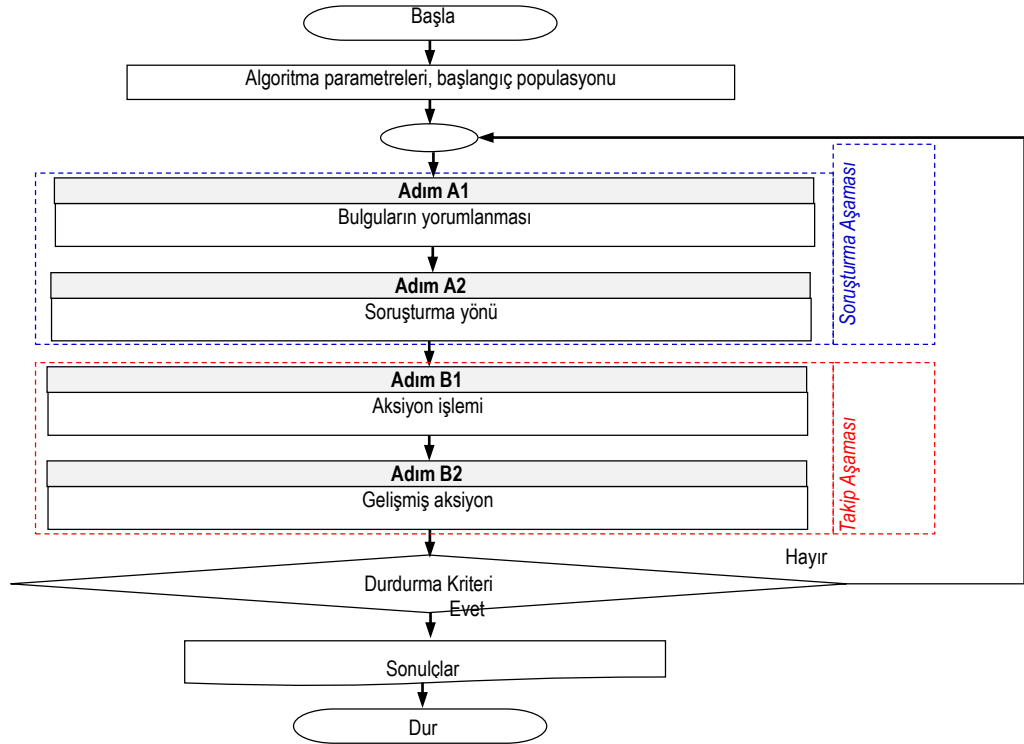 Başla
Algoritma parametreleri, başlangıç populasyonu
Adım A1
Bulguların yorumlanması
Adım A2
Soruşturma yönü
Soruşturma Aşaması
Adım B1
Aksiyon işlemi
Adım B2
Gelişmiş aksiyon
Takip Aşaması
Hayır
Durdurma Kriteri
Evet
Sonulçlar
Dur